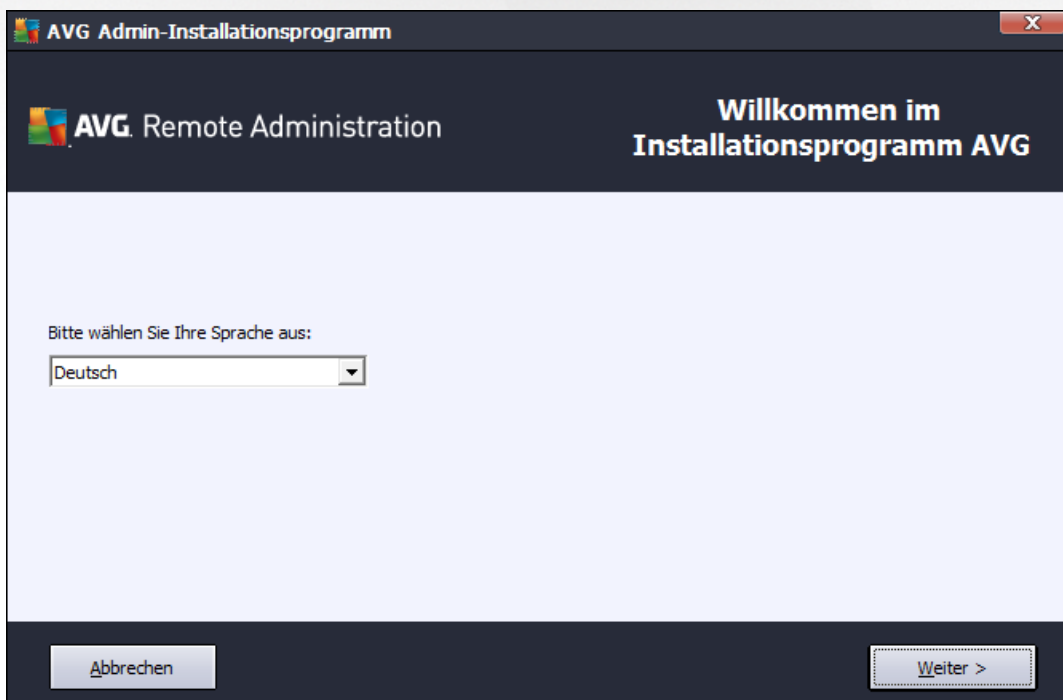 AVG Admin-Installationsprogramm
X
AVG. Remote Administration
Willkommen im
Installationsprogramm AVG
Bitte wählen Sie Ihre Sprache aus:
Deutsch
Abbrechen
Weiter >